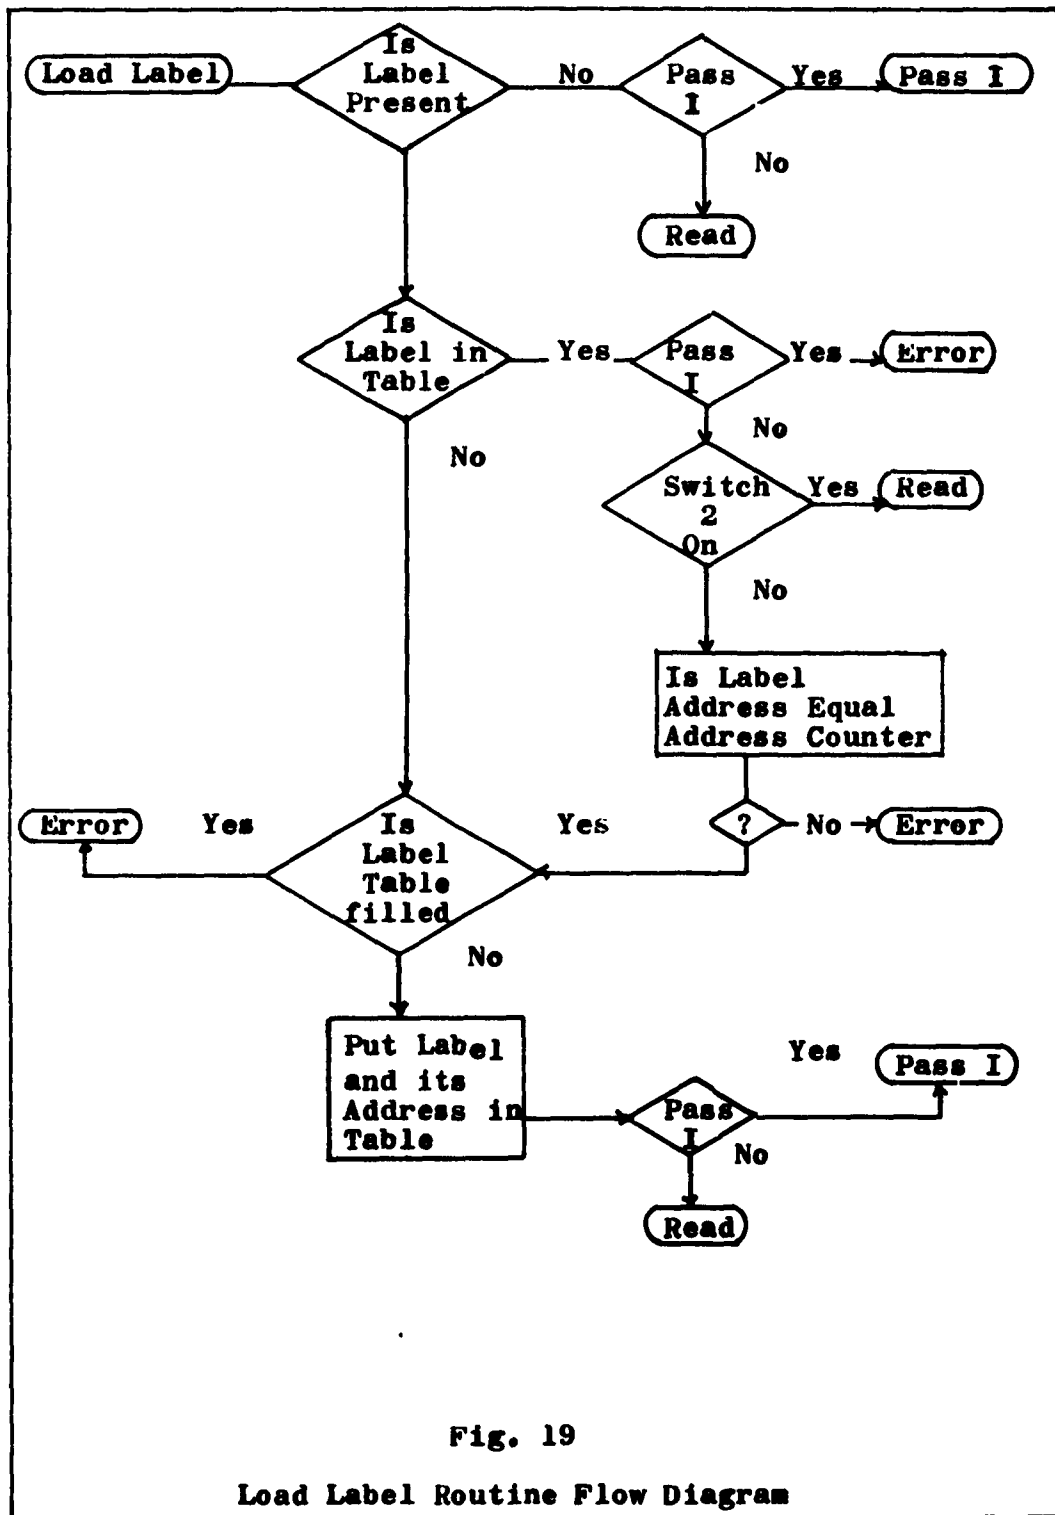 Load Label
Is
Label
Present
No
Pass
I
Yes
Pass I
No
Read
Is
Label in
Table
Yes
Pass
I
Yes
Error
No
No
Switch
2
On
Yes
Read
No
Is Label
Address Equal
Address Counter
Error
Yes
Is
Label
Table
filled
Yes
?
No
Error
No
Put Label
and its
Address in
Table
Pass
I
Yes
Pass I
No
Read
Fig. 19
Load Label Routine Flow Diagram